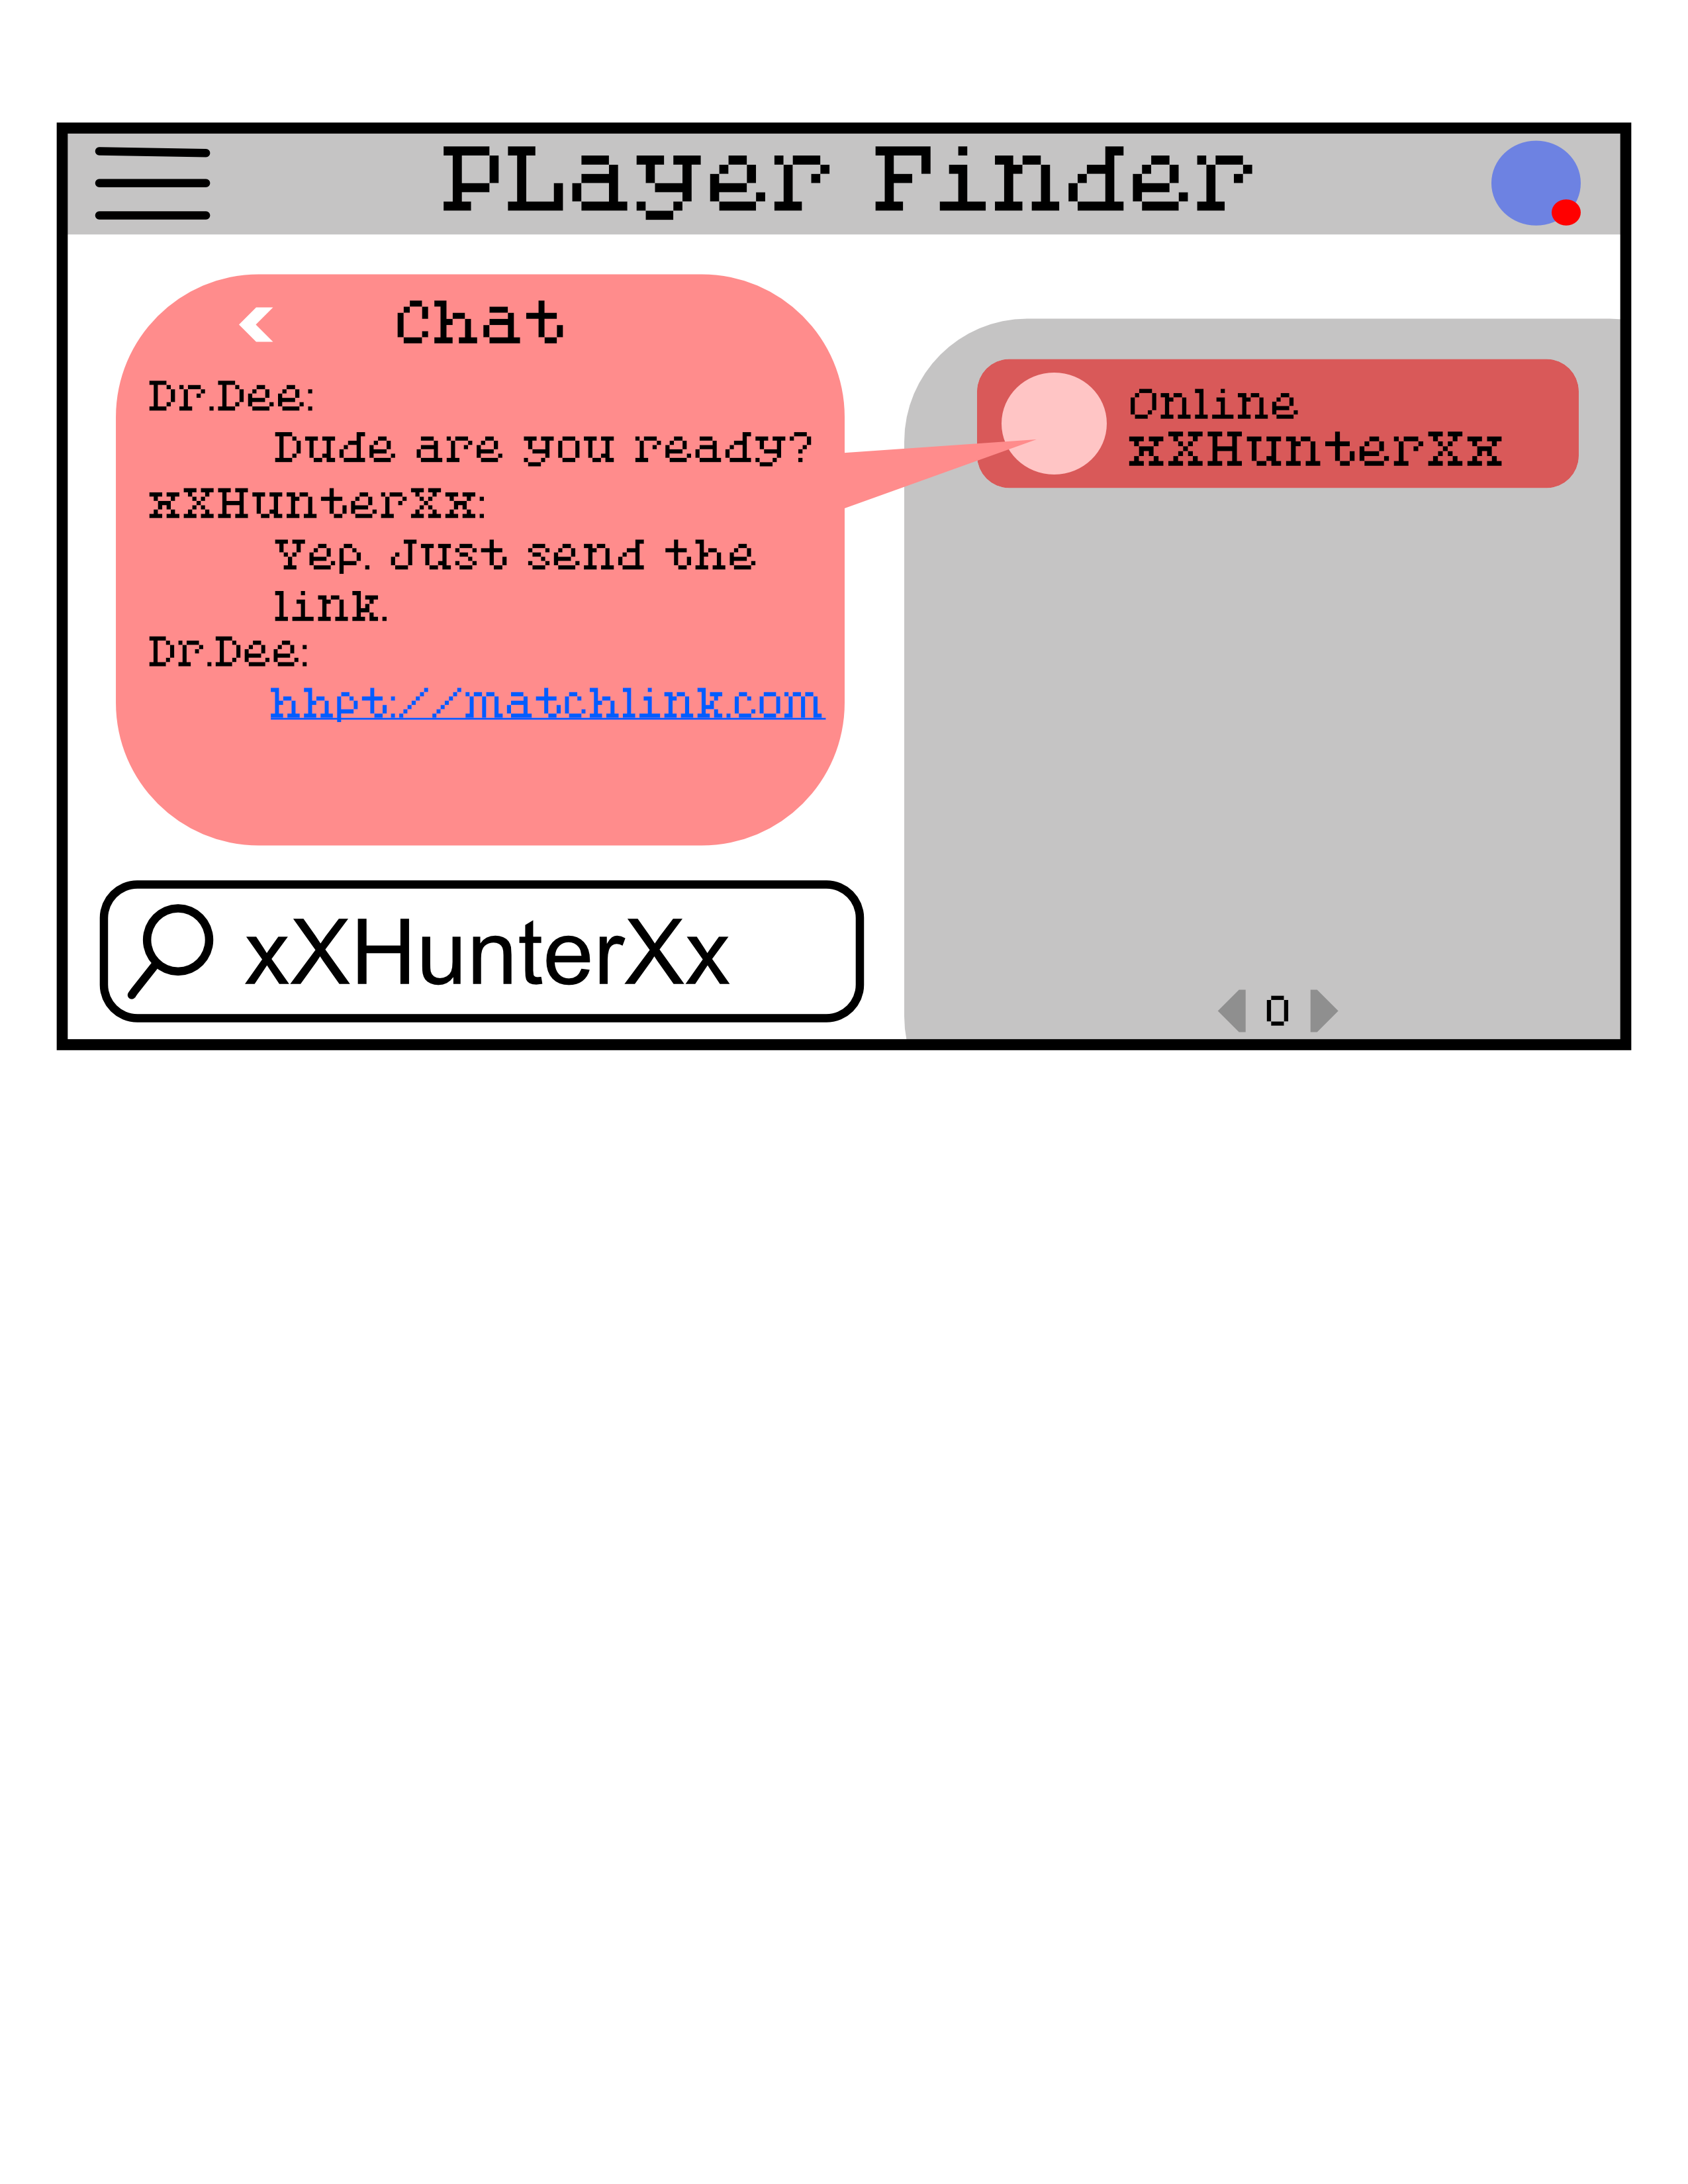 PLayer Finder
Chat
Dr.Dee:
Dude are you ready?
xXHunterXx:
Yep. Just send the
link.
Dr.Dee:
hhpt://matchlink.com
Online
xXHunterXx
xXHunterXx
0